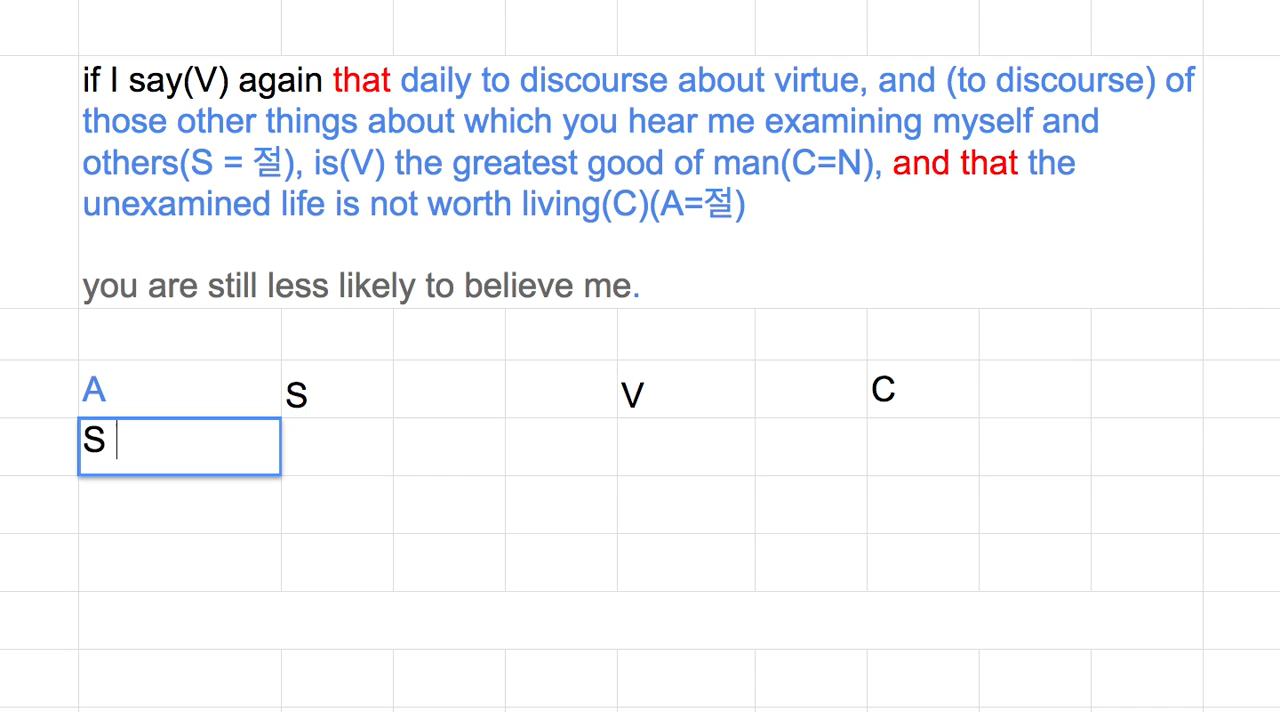 if I say(V) again that daily to discourse about virtue, and (to discourse) of
those other things about which you hear me examining myself and
others(S = 절), is(V) the greatest good of man(C=N), and that the
unexamined life is not worth living(C)(A=절)
you are still less likely to believe me.
A S V C
S